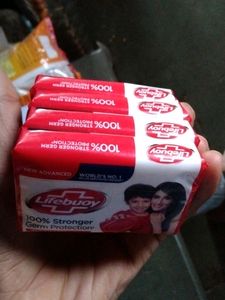 100%
STRONGER GERM
PROTECTION*
Lifebuoy
100%
STRONGER GERM
PROTECTION*
Lifebuoy
100%
STRONGER GERM
PROTECTION*
Lifebuoy
100%
STRONGER GERM
PROTECTION*
Lifebuoy
NEW ADVANCED
WORLD'S NO. 1
Lifebuoy
100% Stronger
Germ Protection*